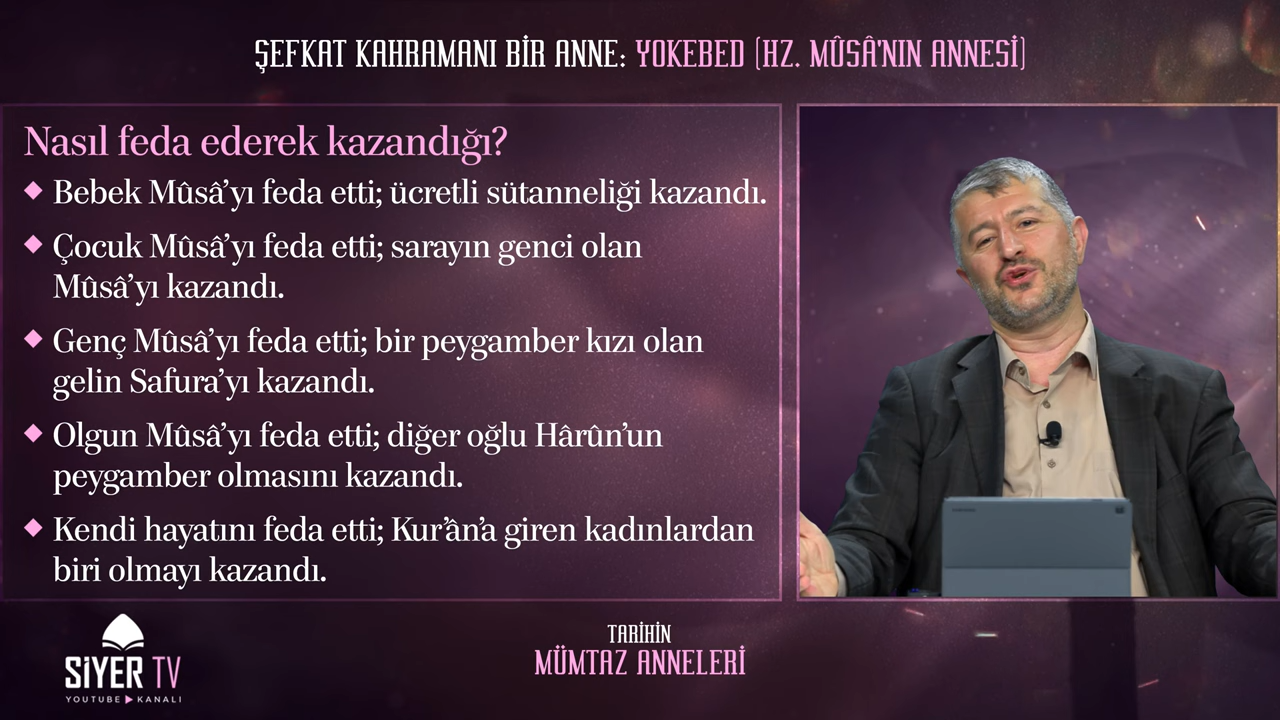 ŞEFKAT KAHRAMANI BİR ANNE: YOKEBED (HZ. MÛSÂ'NIN ANNESİ)
Nasıl feda ederek kazandığı?
◆ Bebek Mûsâ’yı feda etti; ücretli sütanneliği kazandı.
◆ Çocuk Mûsâ’yı feda etti; sarayın genci olan
Mûsâ’yı kazandı.
◆ Genç Mûsâ’yı feda etti; bir peygamber kızı olan
gelin Safura’yı kazandı.
◆ Olgun Mûsâ’yı feda etti; diğer oğlu Hârûn’un
peygamber olmasını kazandı.
◆ Kendi hayatını feda etti; Kur’ân’a giren kadınlardan
biri olmayı kazandı.
SİYER TV
YOUTUBE KANALI
TARİHİN
MÜMTAZ ANNELERİ